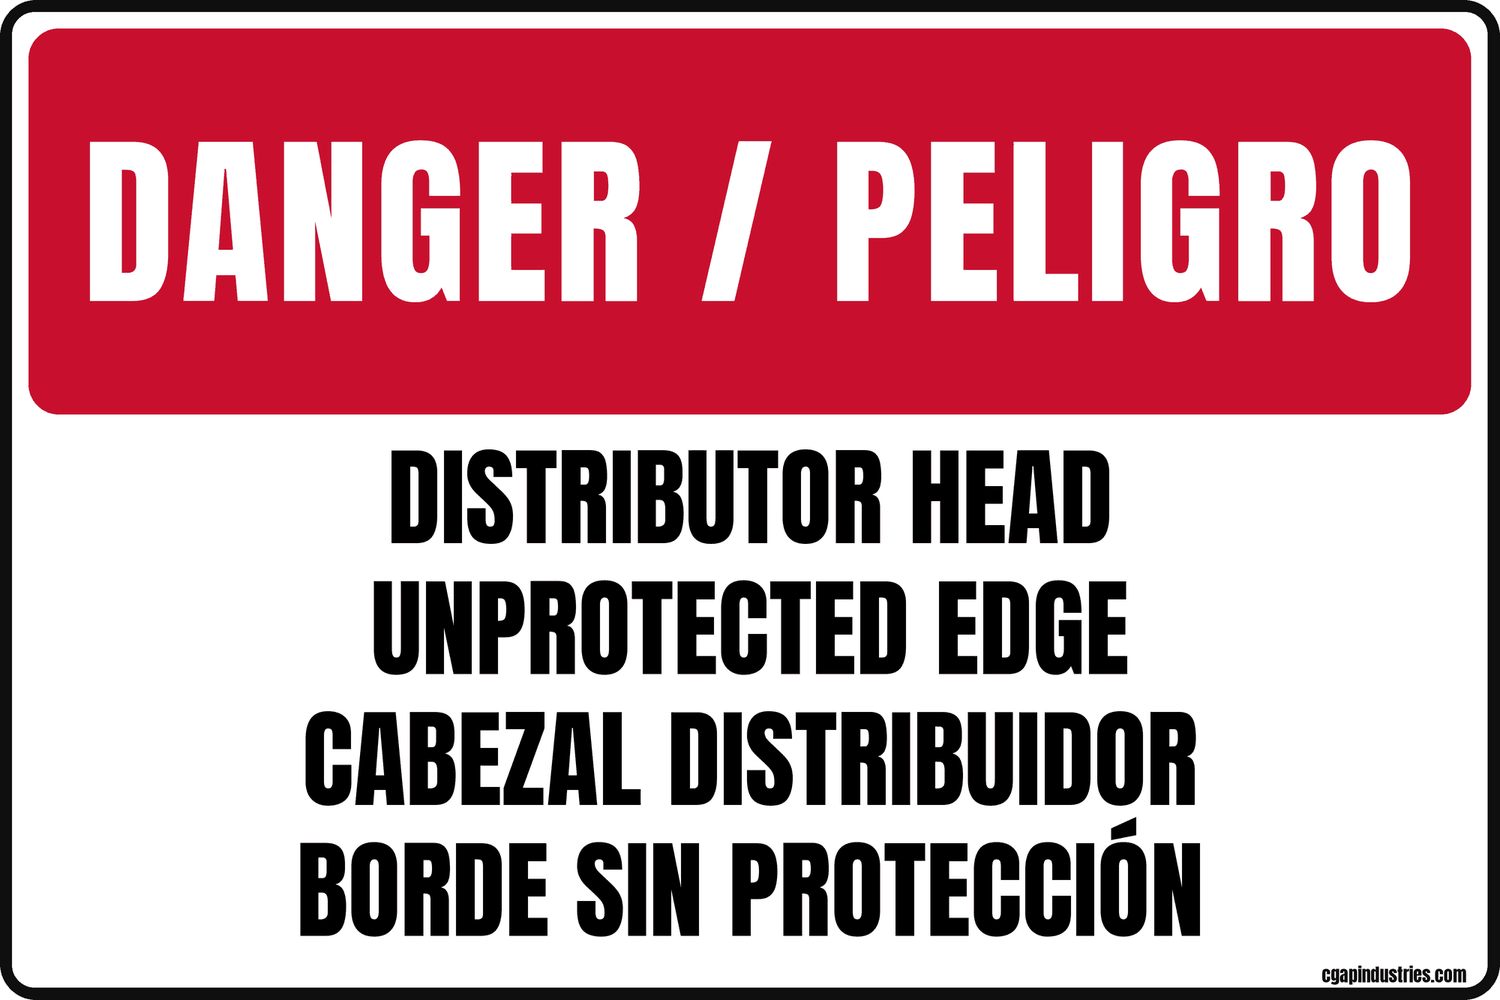 DANGER / PELIGRO
DISTRIBUTOR HEAD
UNPROTECTED EDGE
CABEZAL DISTRIBUIDOR
BORDE SIN PROTECCIÓN
cgapindustries.com